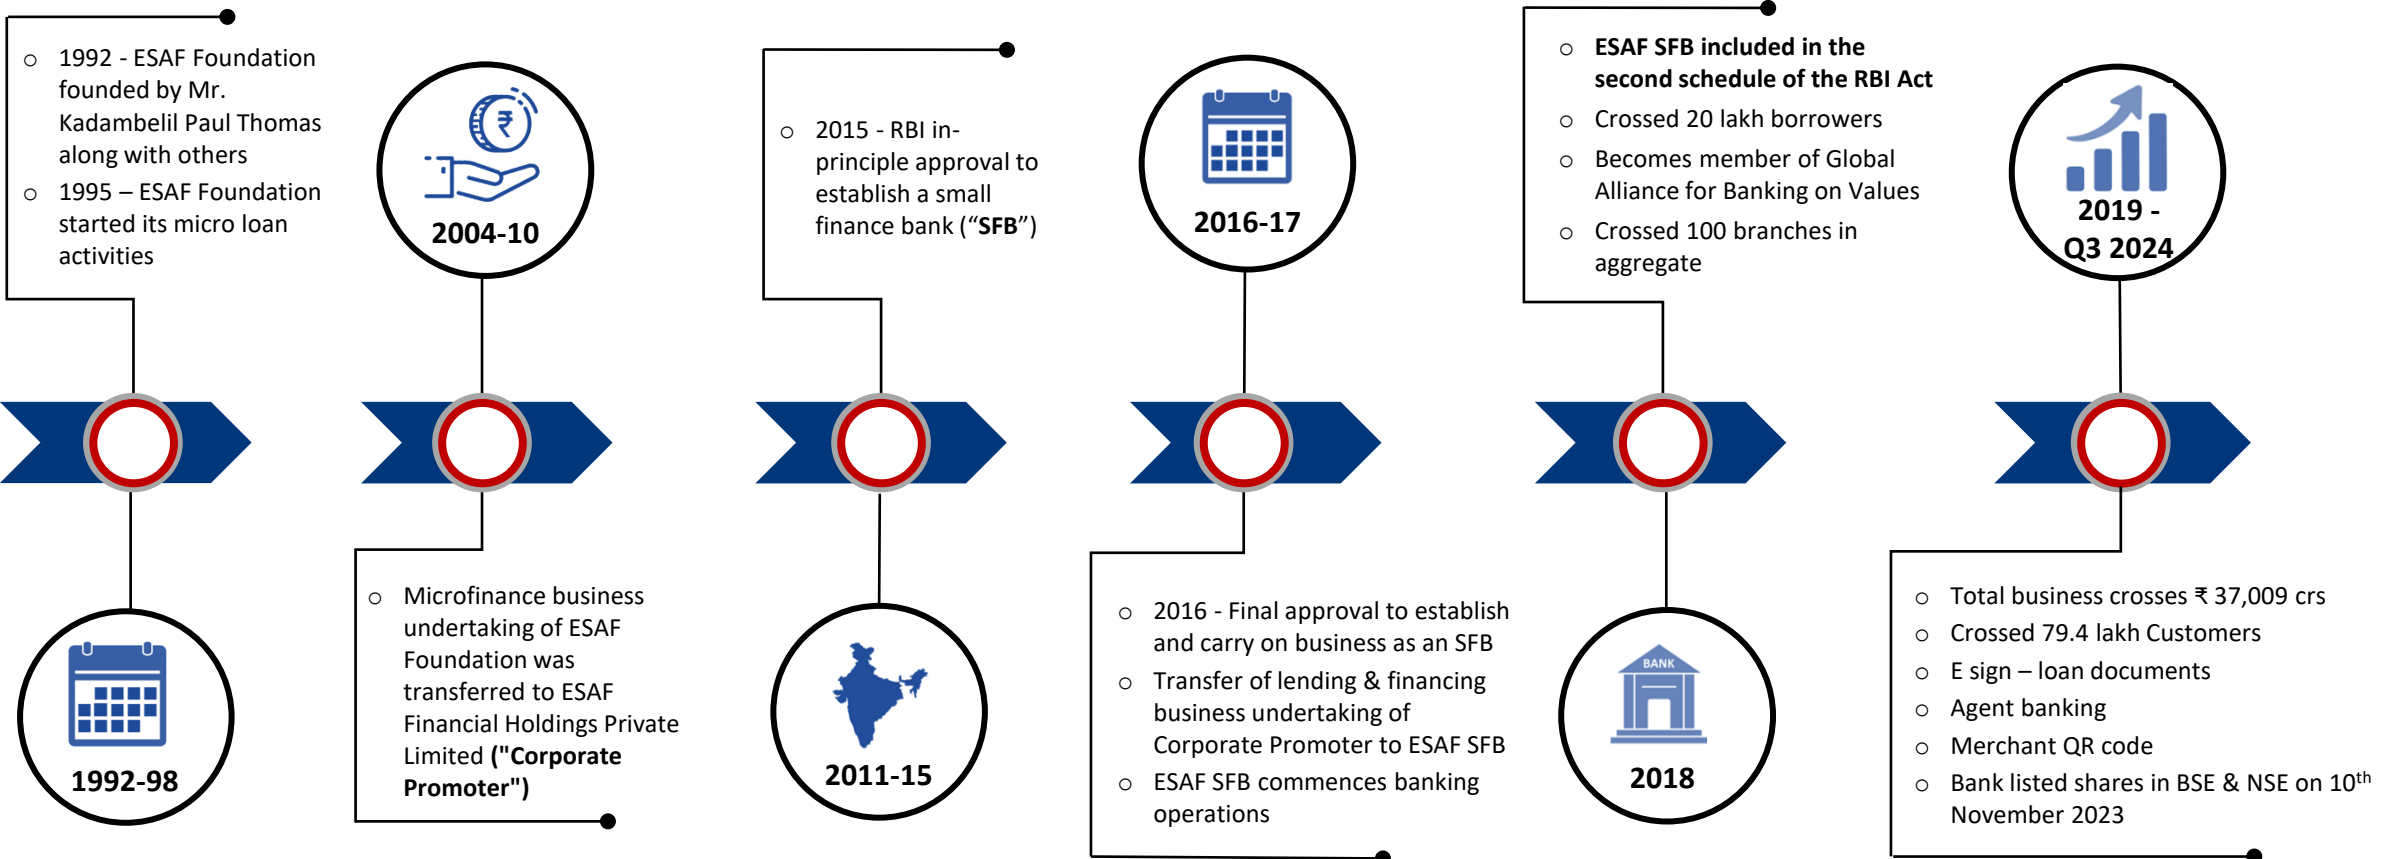 ○ 1992 - ESAF Foundation
founded by Mr.
Kadambelil Paul Thomas
along with others
○ 1995 – ESAF Foundation
started its micro loan
activities
1992-98
2004-10
○ Microfinance business
undertaking of ESAF
Foundation was
transferred to ESAF
Financial Holdings Private
Limited ("Corporate
Promoter")
○ 2015 - RBI in-
principle approval to
establish a small
finance bank (“SFB”)
2011-15
2016-17
○ 2016 - Final approval to establish
and carry on business as an SFB
○ Transfer of lending & financing
business undertaking of
Corporate Promoter to ESAF SFB
○ ESAF SFB commences banking
operations
○ ESAF SFB included in the
second schedule of the RBI Act
○ Crossed 20 lakh borrowers
○ Becomes member of Global
Alliance for Banking on Values
○ Crossed 100 branches in
aggregate
BANK
2018
2019 -
Q3 2024
○ Total business crosses ₹ 37,009 crs
○ Crossed 79.4 lakh Customers
○ E sign – loan documents
○ Agent banking
○ Merchant QR code
○ Bank listed shares in BSE & NSE on 10th
November 2023